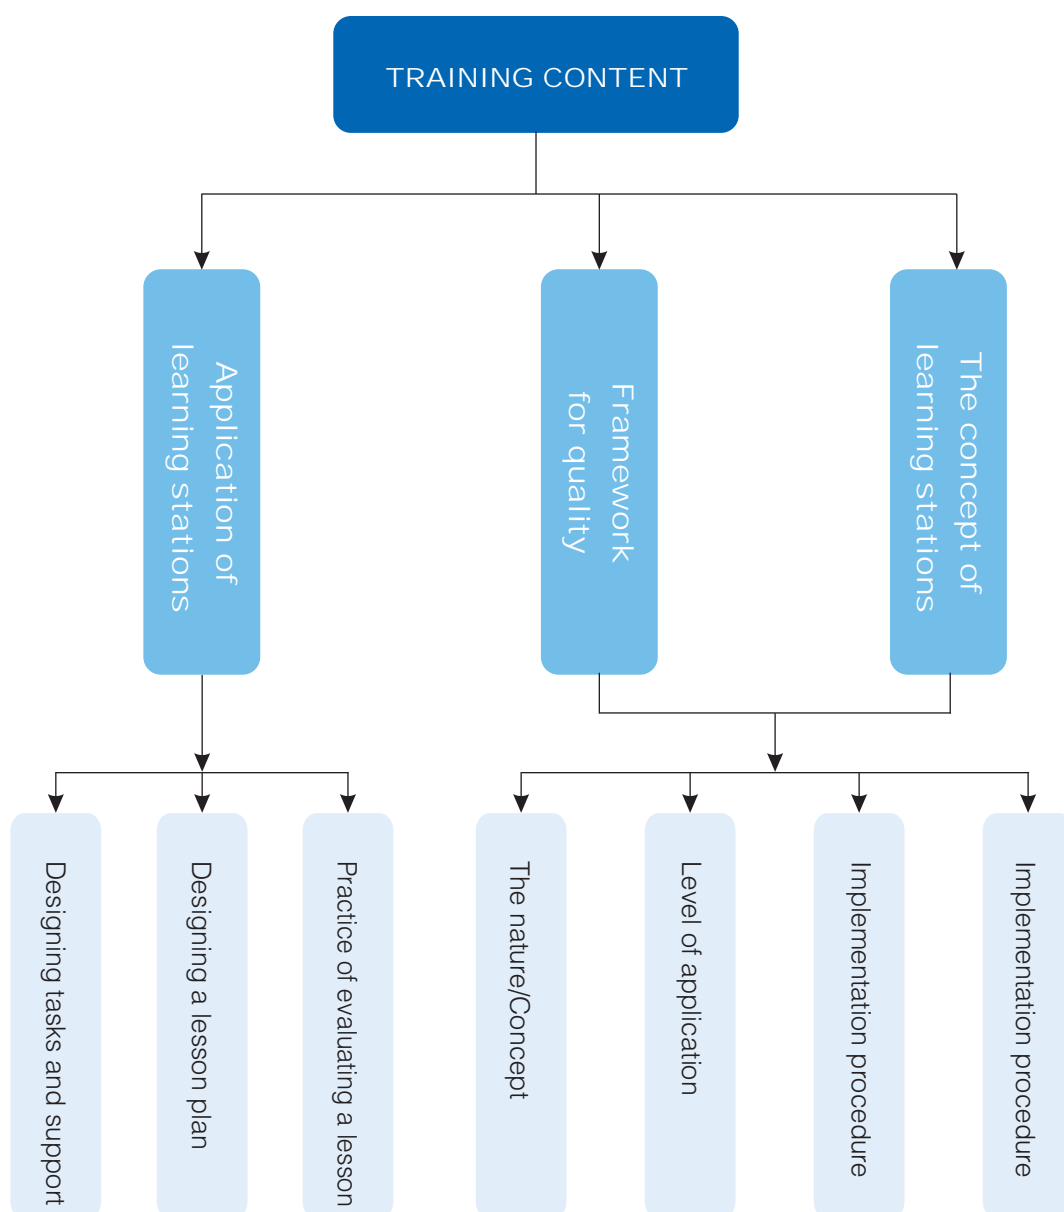 TRAINING CONTENT
Application of
learning stations
Framework
for quality
The concept of
learning stations
Designing tasks and support
Designing a lesson plan
Practice of evaluating a lesson
The nature/Concept
Level of application
Implementation procedure
Implementation procedure